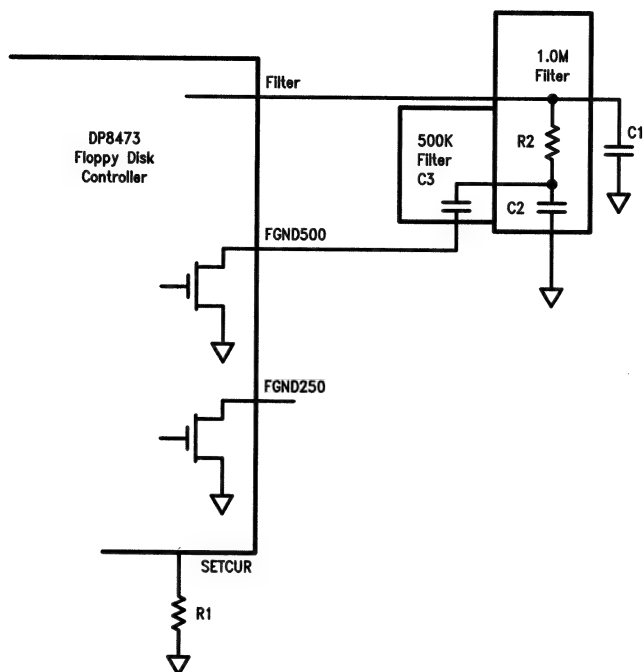 1.0M
Filter
Filter
DP8473
Floppy Disk
Controller
500K
Filter
C3
R2
C1
C2
FGND500
FGND250
SETCUR
R1